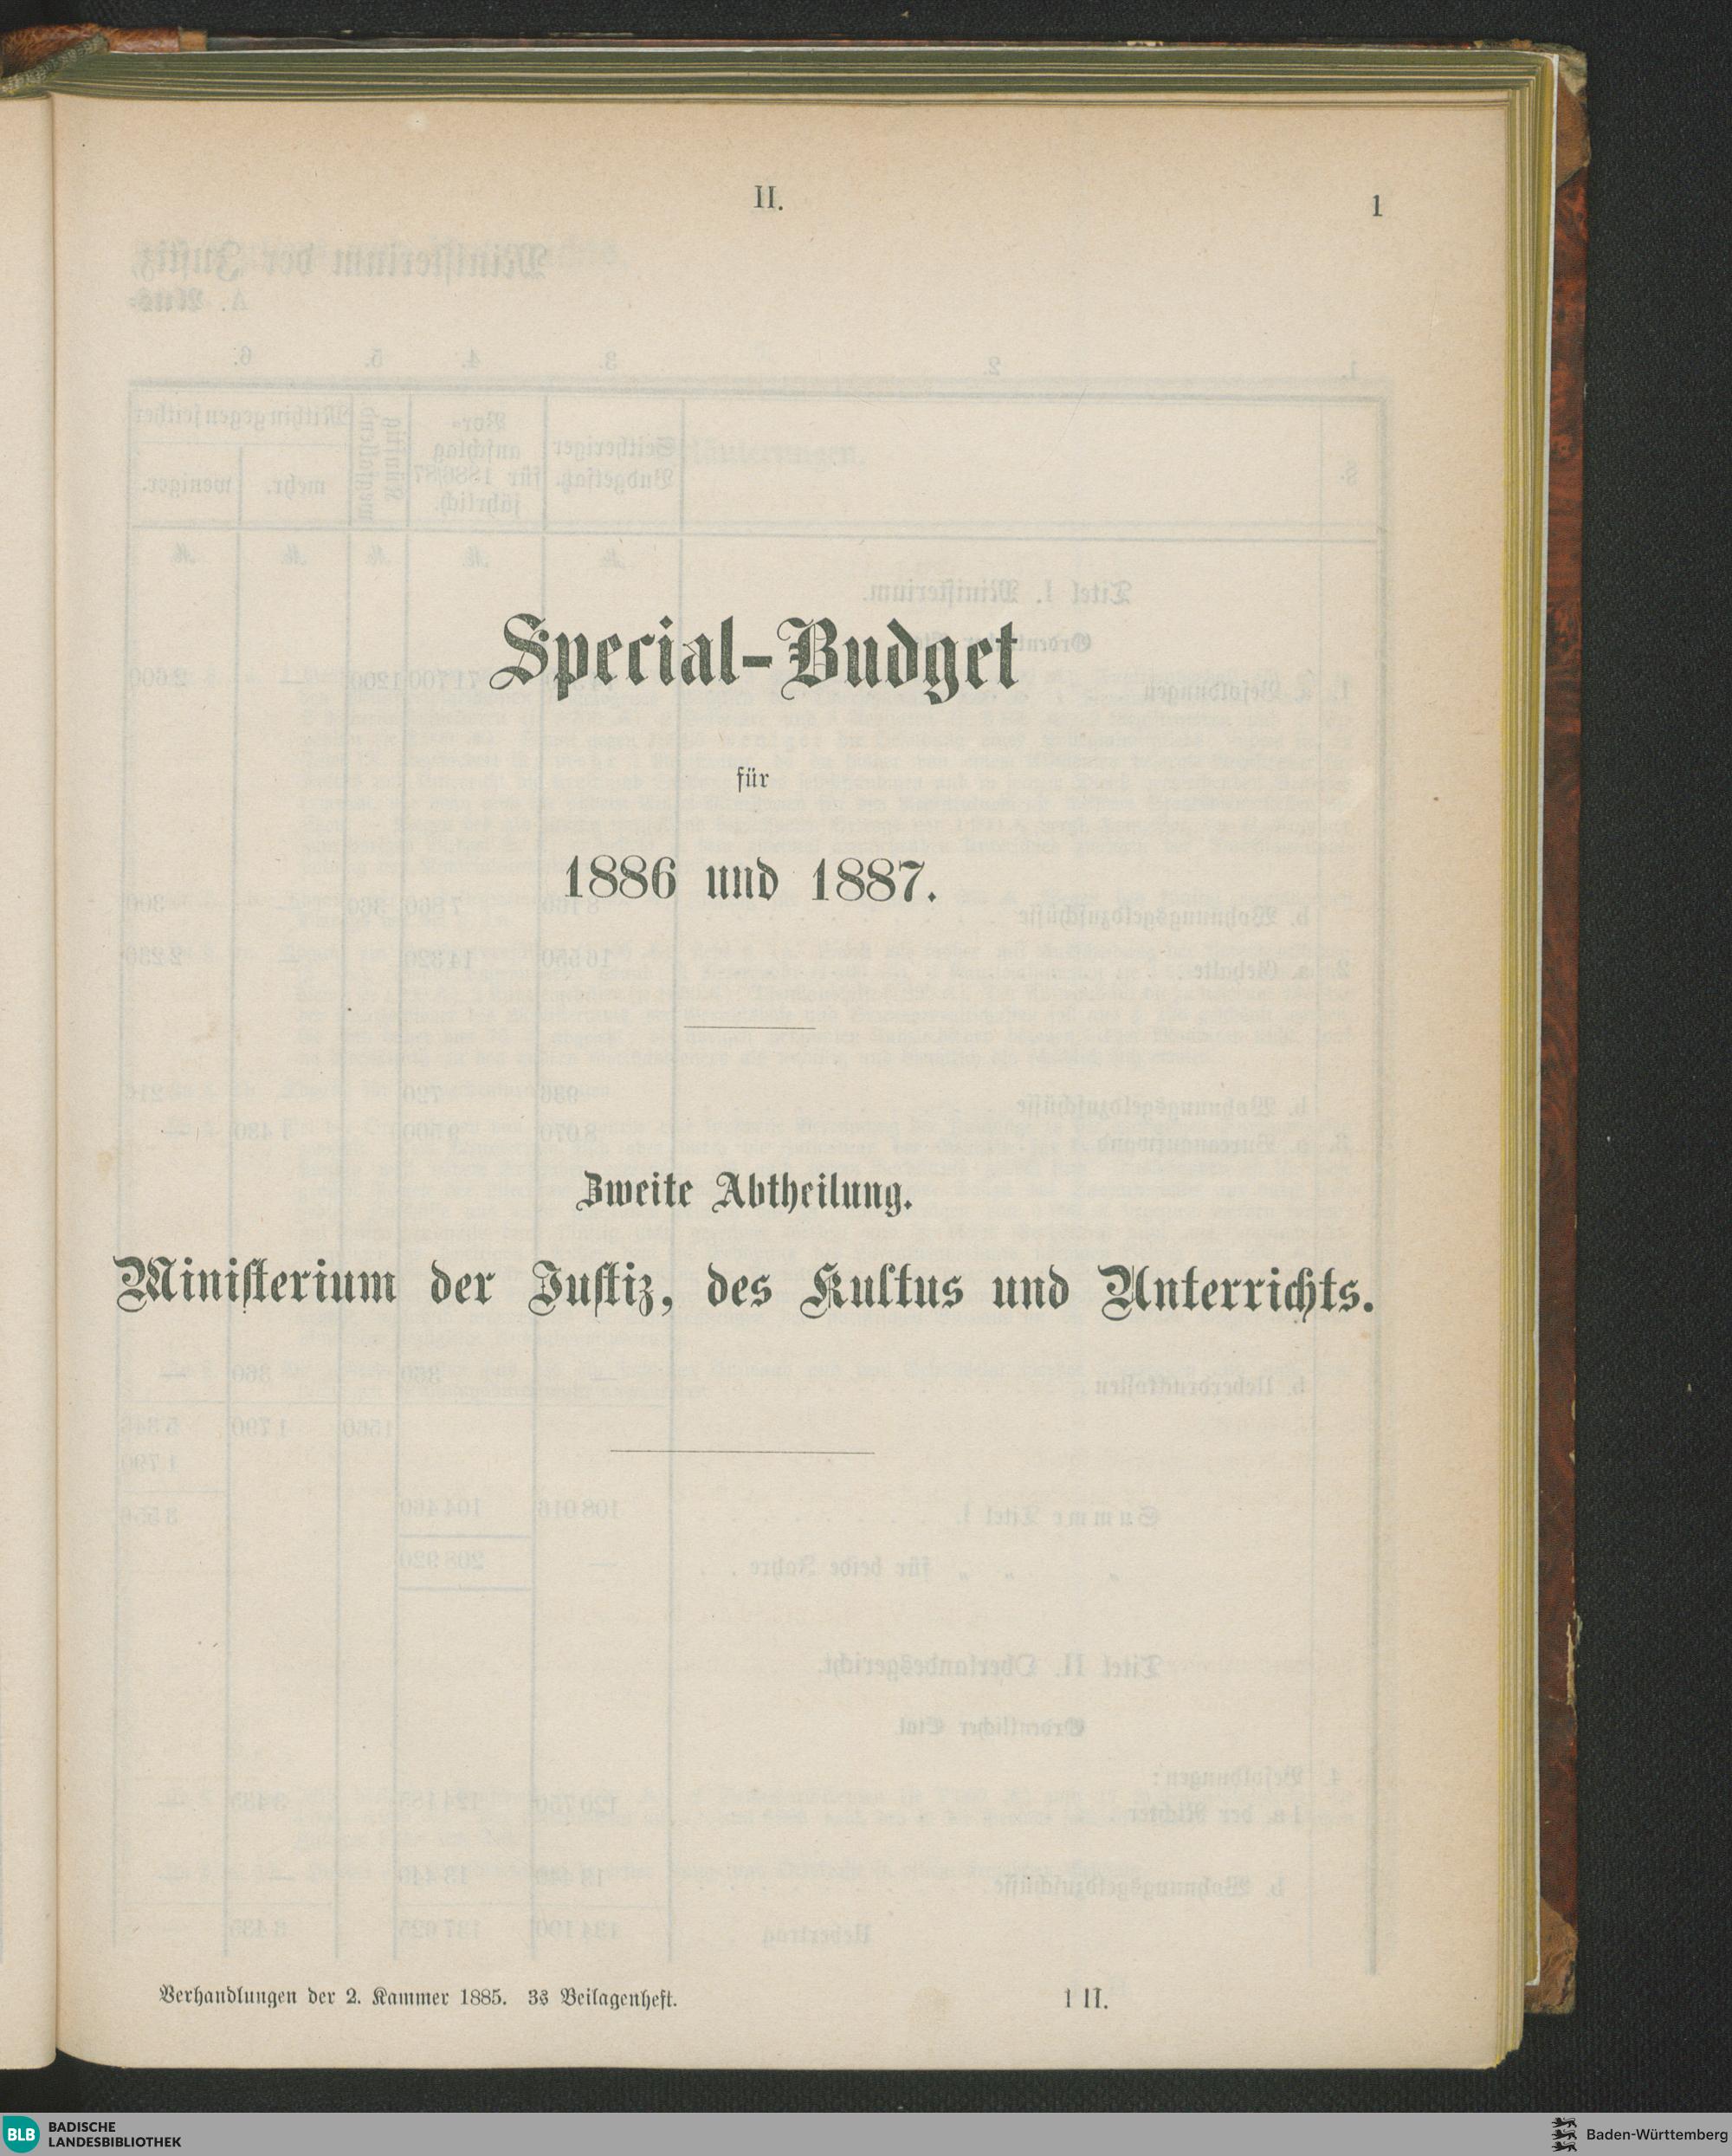 II.
1
Special-Budget
für
1886 und 1887.
Zweite Abtheilung.
Ministerium der Justiz, des Kultus und Unterrichts.
Verhandlungen der 2. Kammer 1885. 3s Beilagenheft.
1 II.
BLB BADISCHE
LANDESBIBLIOTHEK
Baden-Württemberg